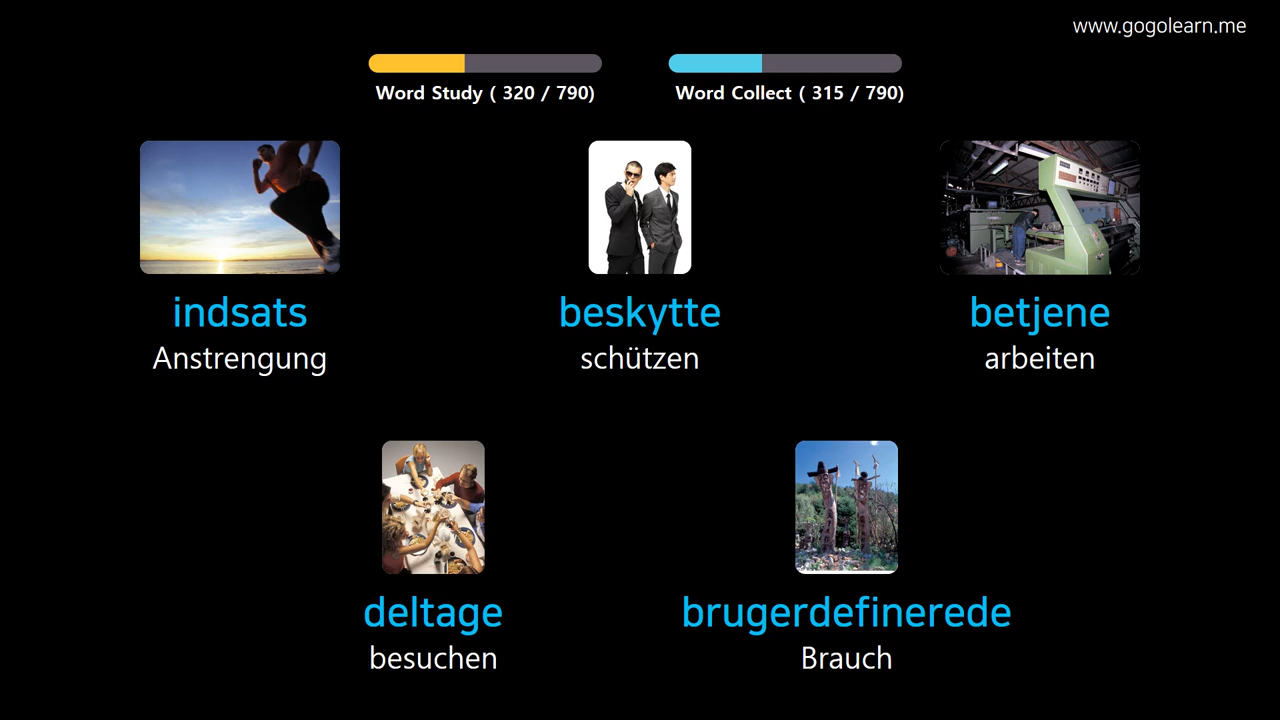 www.gogolearn.me
Word Study ( 320 / 790)
Word Collect ( 315 / 790)
indsats
Anstrengung
beskytte
schützen
betjene
arbeiten
deltage
besuchen
brugerdefinerede
Brauch